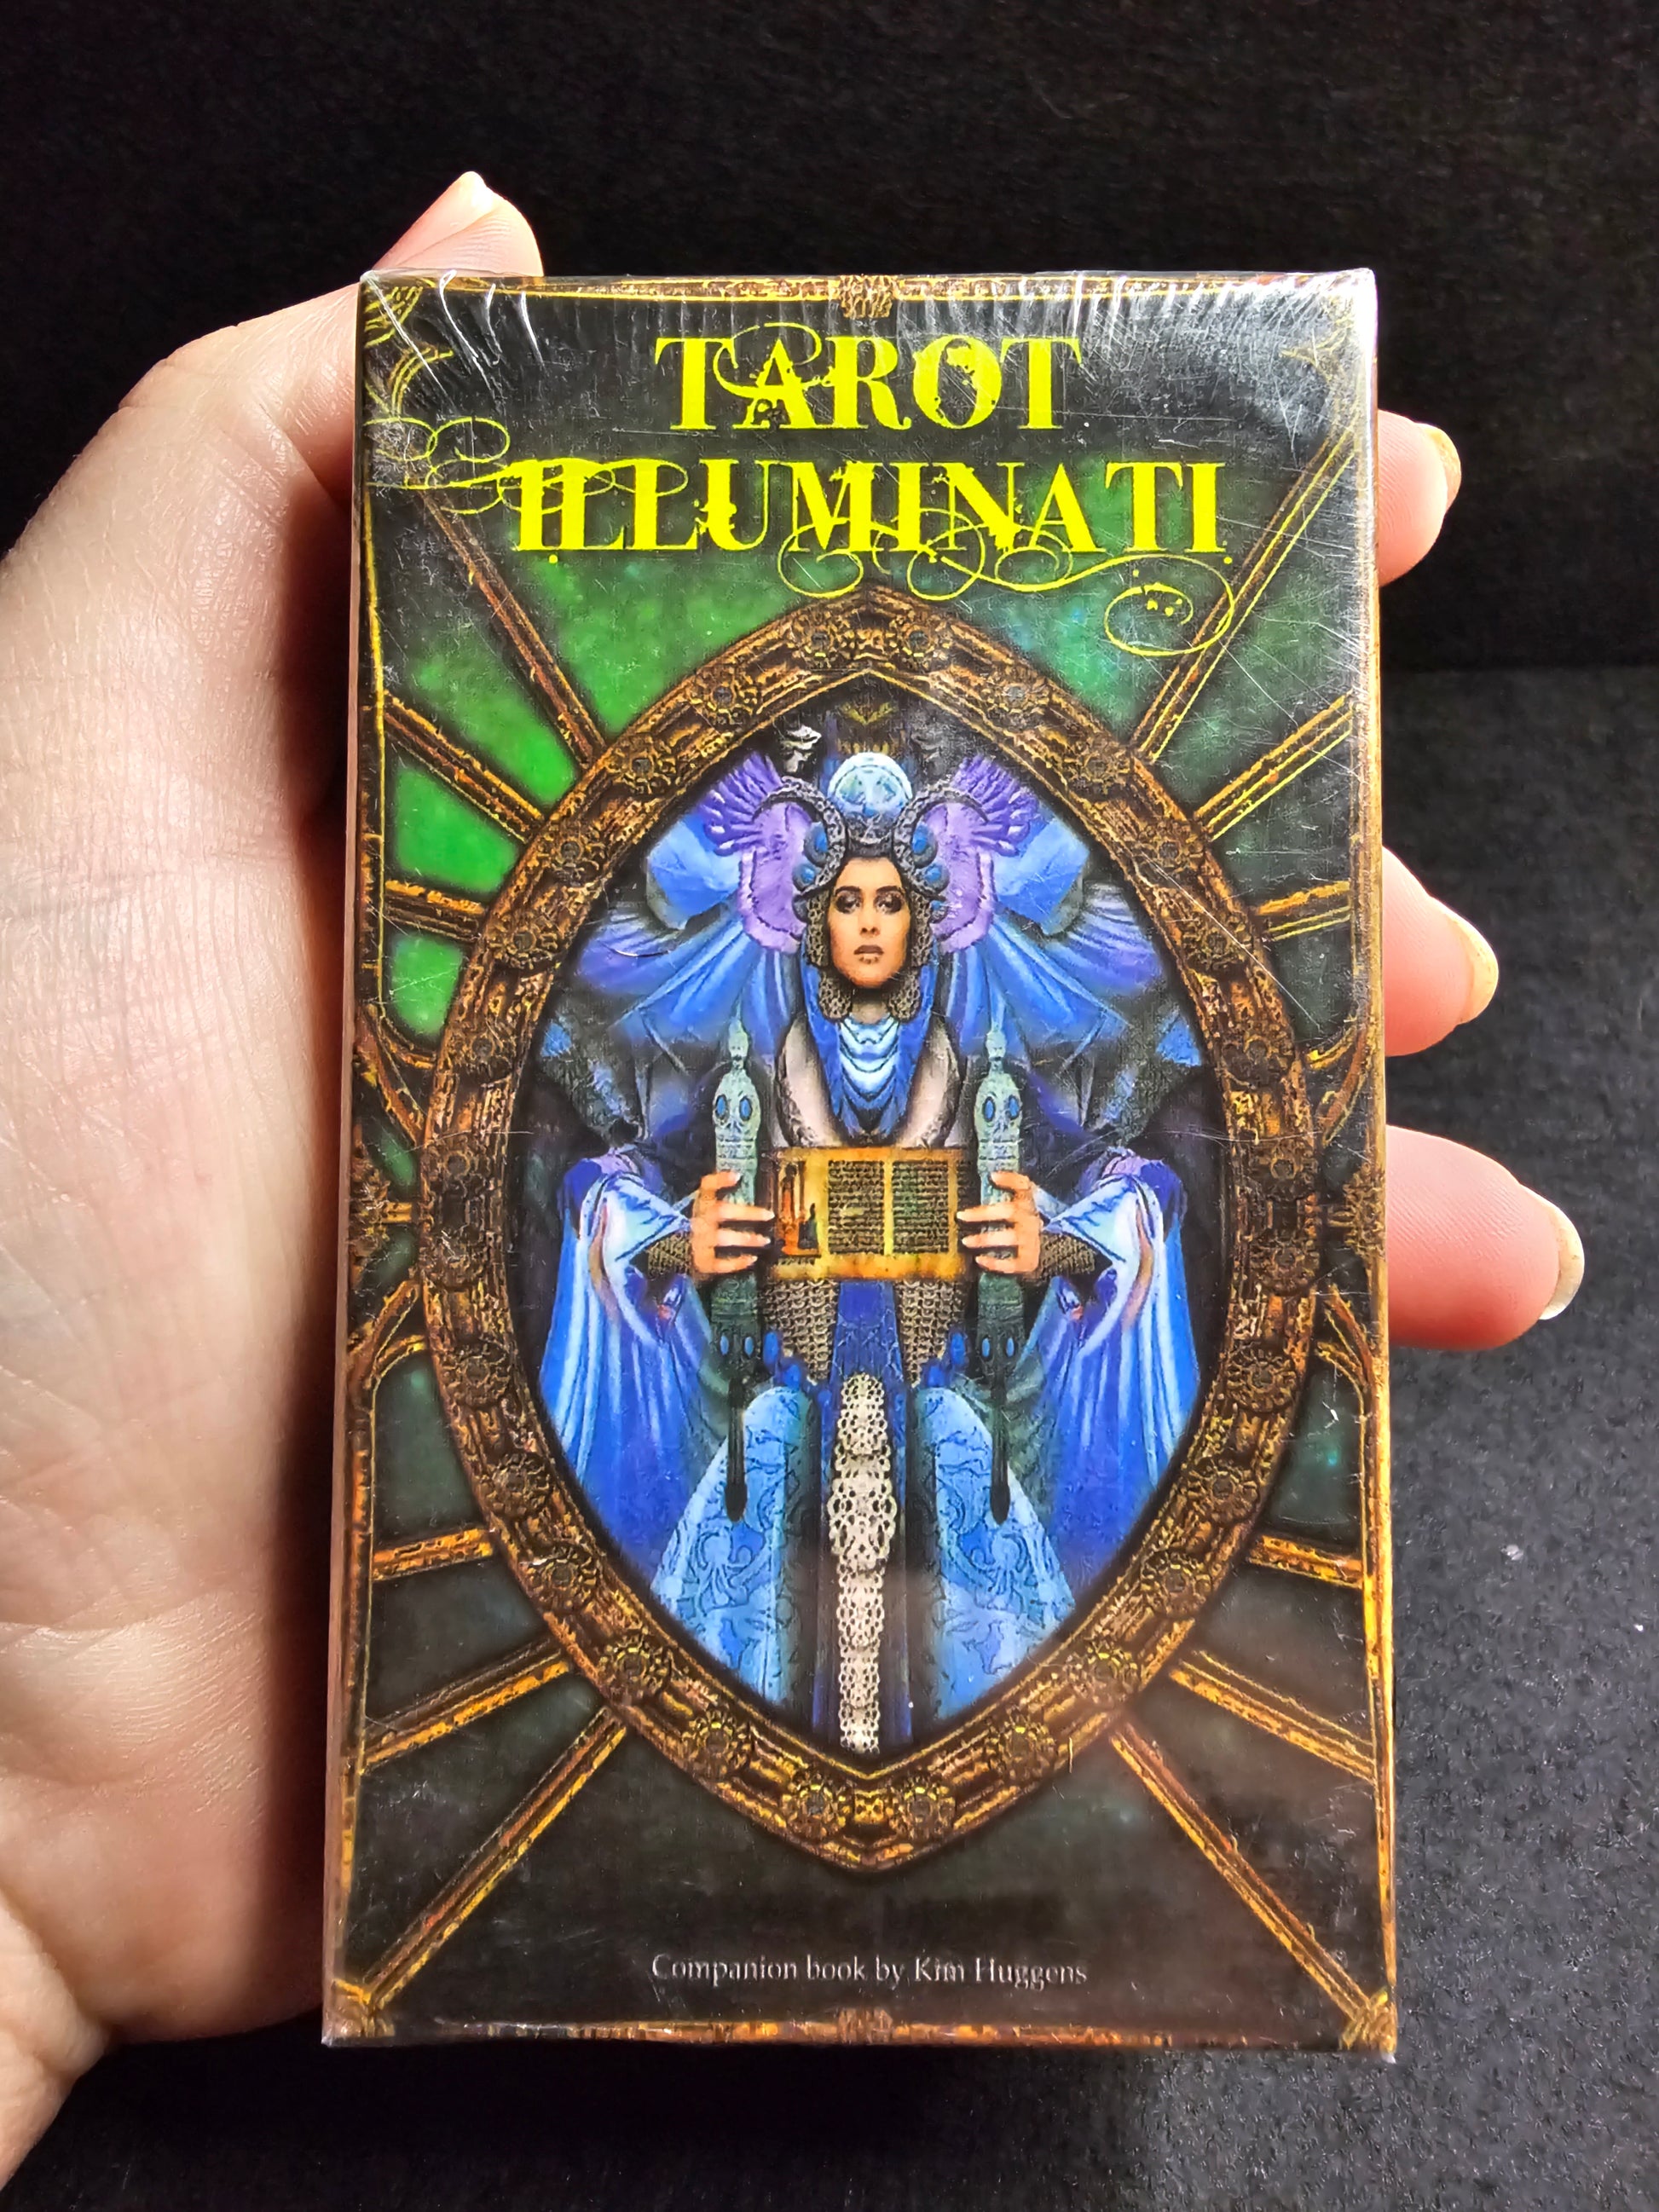 TAROT
ILLUMINATI
Companion book by Kim Huggens